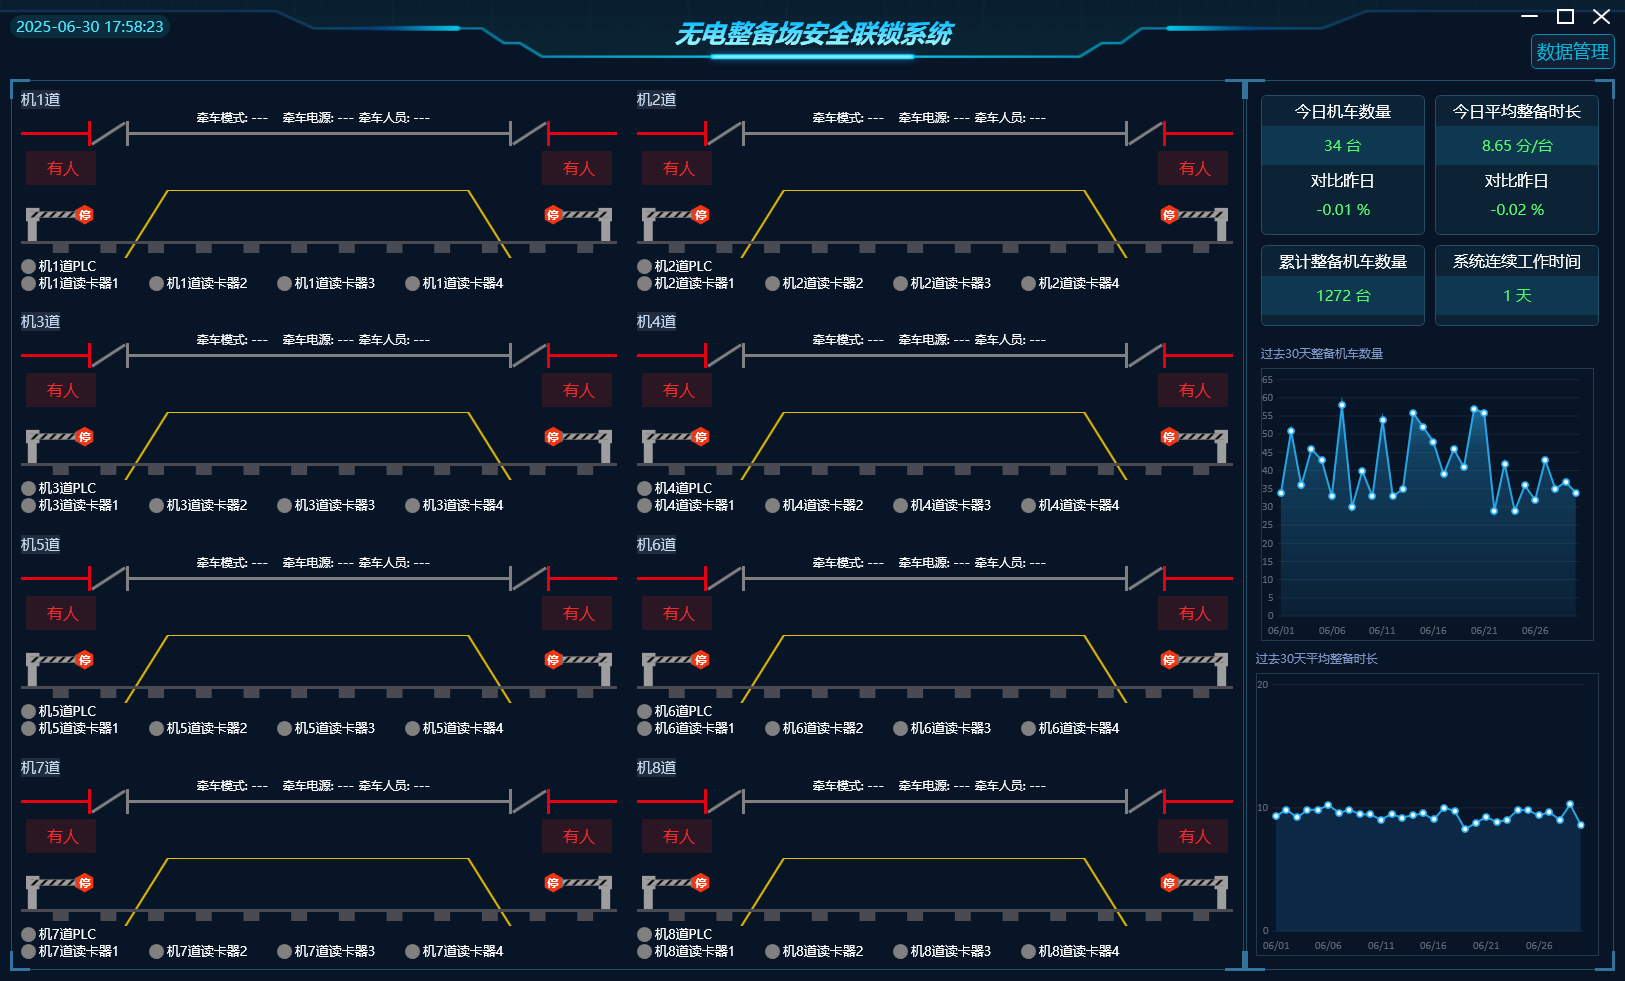 2025-06-30 17:58:23
无电整备场安全联锁系统
数据管理
机1道
牵车模式: --- 牵车电源: --- 牵车人员: ---
有人 有人
停 停
机1道PLC
机1道读卡器1 机1道读卡器2 机1道读卡器3 机1道读卡器4
机2道
牵车模式: --- 牵车电源: --- 牵车人员: ---
有人 有人
停 停
机2道PLC
机2道读卡器1 机2道读卡器2 机2道读卡器3 机2道读卡器4
机3道
牵车模式: --- 牵车电源: --- 牵车人员: ---
有人 有人
停 停
机3道PLC
机3道读卡器1 机3道读卡器2 机3道读卡器3 机3道读卡器4
机4道
牵车模式: --- 牵车电源: --- 牵车人员: ---
有人 有人
停 停
机4道PLC
机4道读卡器1 机4道读卡器2 机4道读卡器3 机4道读卡器4
机5道
牵车模式: --- 牵车电源: --- 牵车人员: ---
有人 有人
停 停
机5道PLC
机5道读卡器1 机5道读卡器2 机5道读卡器3 机5道读卡器4
机6道
牵车模式: --- 牵车电源: --- 牵车人员: ---
有人 有人
停 停
机6道PLC
机6道读卡器1 机6道读卡器2 机6道读卡器3 机6道读卡器4
机7道
牵车模式: --- 牵车电源: --- 牵车人员: ---
有人 有人
停 停
机7道PLC
机7道读卡器1 机7道读卡器2 机7道读卡器3 机7道读卡器4
机8道
牵车模式: --- 牵车电源: --- 牵车人员: ---
有人 有人
停 停
机8道PLC
机8道读卡器1 机8道读卡器2 机8道读卡器3 机8道读卡器4
今日机车数量
34 台
对比昨日
-0.01 %
今日平均整备时长
8.65 分/台
对比昨日
-0.02 %
累计整备机车数量
1272 台
系统连续工作时间
1 天
过去30天整备机车数量
65
60
55
50
45
40
35
30
25
20
15
10
5
0
06/01 06/06 06/11 06/16 06/21 06/26
过去30天平均整备时长
20
10
0
06/01 06/06 06/11 06/16 06/21 06/26